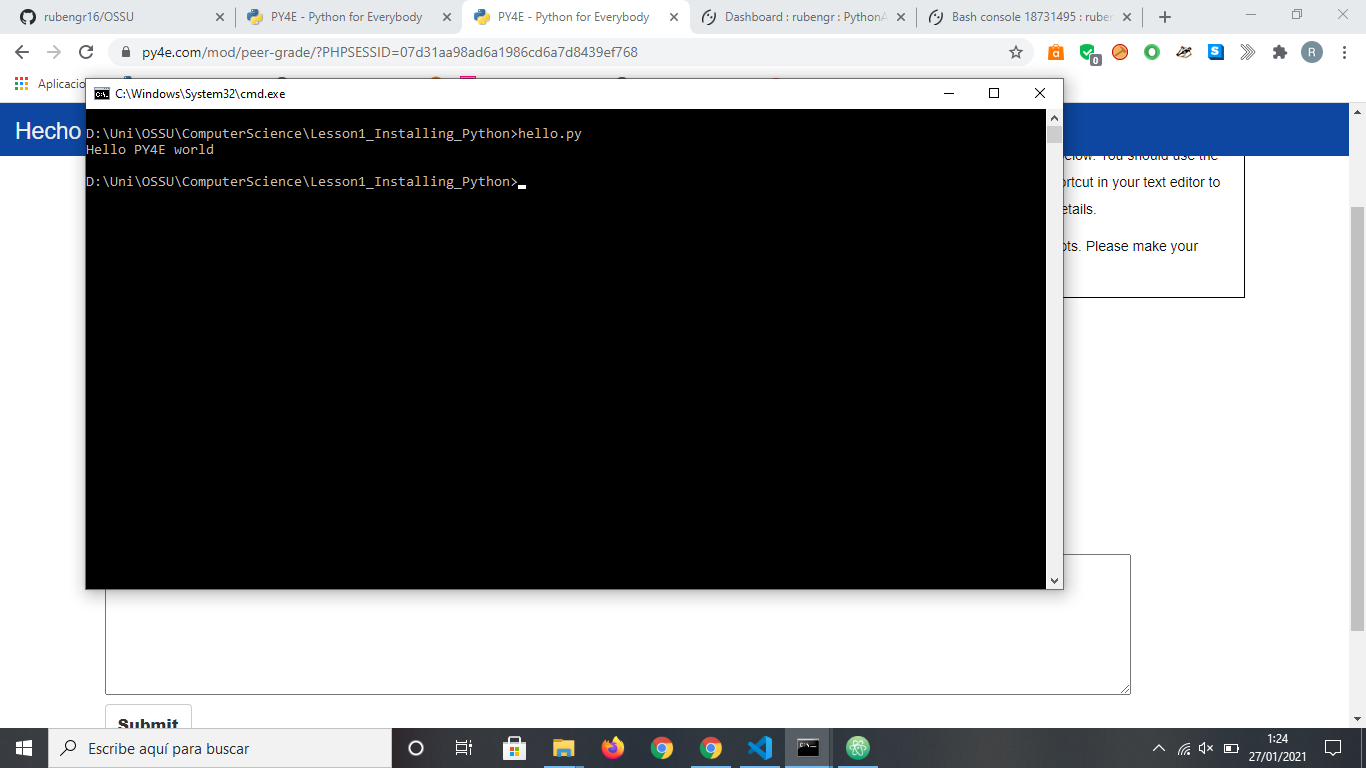 rubengr16/OSSU
PY4E - Python for Everybody
PY4E - Python for Everybody
Dashboard : rubengr : PythonA
Bash console 18731495 : ruber
py4e.com/mod/peer-grade/?PHPSESSID=07d31aa98ad6a1986cd6a7d8439ef768
0
R
Aplicacio
C:\Windows\System32\cmd.exe
Hecho
D:\Uni\OSSU\ComputerScience\Lesson1_Installing_Python>hello.py
Hello PY4E world
D:\Uni\OSSU\ComputerScience\Lesson1_Installing_Python>
elow. You should use the
ortcut in your text editor to
etails.
ots. Please make your
Submit
Escribe aquí para buscar
1:24
27/01/2021